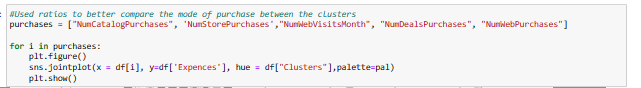 #Used ratios to better compare the mode of purchase between the clusters
purchases = ["NumCatalogPurchases", 'NumStorePurchases',"NumWebVisitsMonth", "NumDealsPurchases", "NumWebPurchases"]
for i in purchases:
    plt.figure()
    sns.jointplot(x = df[i], y=df['Expences'], hue = df["Clusters"],palette=pal)
    plt.show()